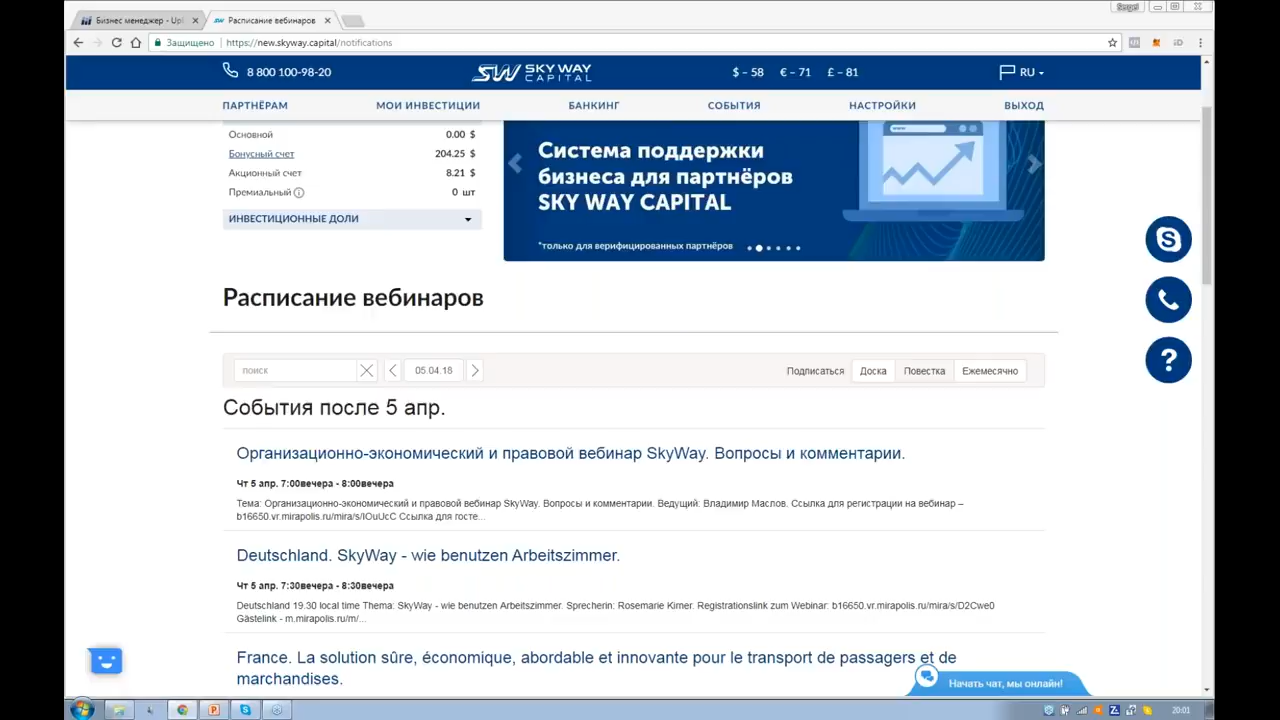 Sergei
Бизнес менеджер - Upl
Расписание вебинаров
Защищено
https://new.skyway.capital/notifications
8 800 100-98-20
SW SKY WAY
CAPITAL
$ – 58 € – 71 £ – 81
RU
ПАРТНЁРАМ МОИ ИНВЕСТИЦИИ БАНКИНГ СОБЫТИЯ НАСТРОЙКИ ВЫХОД
Основной 0.00 $
Бонусный счет 204.25 $
Акционный счет 8.21 $
Премиальный 0 шт
ИНВЕСТИЦИОННЫЕ ДОЛИ
Система поддержки
бизнеса для партнёров
SKY WAY CAPITAL
*только для верифицированных партнёров
Расписание вебинаров
поиск
05.04.18
Подписаться Доска Повестка Ежемесячно
События после 5 апр.
Организационно-экономический и правовой вебинар SkyWay. Вопросы и комментарии.
Чт 5 апр. 7:00вечера - 8:00вечера
Тема: Организационно-экономический и правовой вебинар SkyWay. Вопросы и комментарии. Ведущий: Владимир Маслов. Ссылка для регистрации на вебинар –
b16650.vr.mirapolis.ru/mira/s/IOuUcC Ссылка для госте...
Deutschland. SkyWay - wie benutzen Arbeitszimmer.
Чт 5 апр. 7:30вечера - 8:30вечера
Deutschland 19.30 local time Thema: SkyWay - wie benutzen Arbeitszimmer. Sprecherin: Rosemarie Kirner. Registrationslink zum Webinar: b16650.vr.mirapolis.ru/mira/s/D2Cwe0
Gästelink - m.mirapolis.ru/m/...
France. La solution sûre, économique, abordable et innovante pour le transport de passagers et de
marchandises.
Начать чат, мы онлайн!
20:01